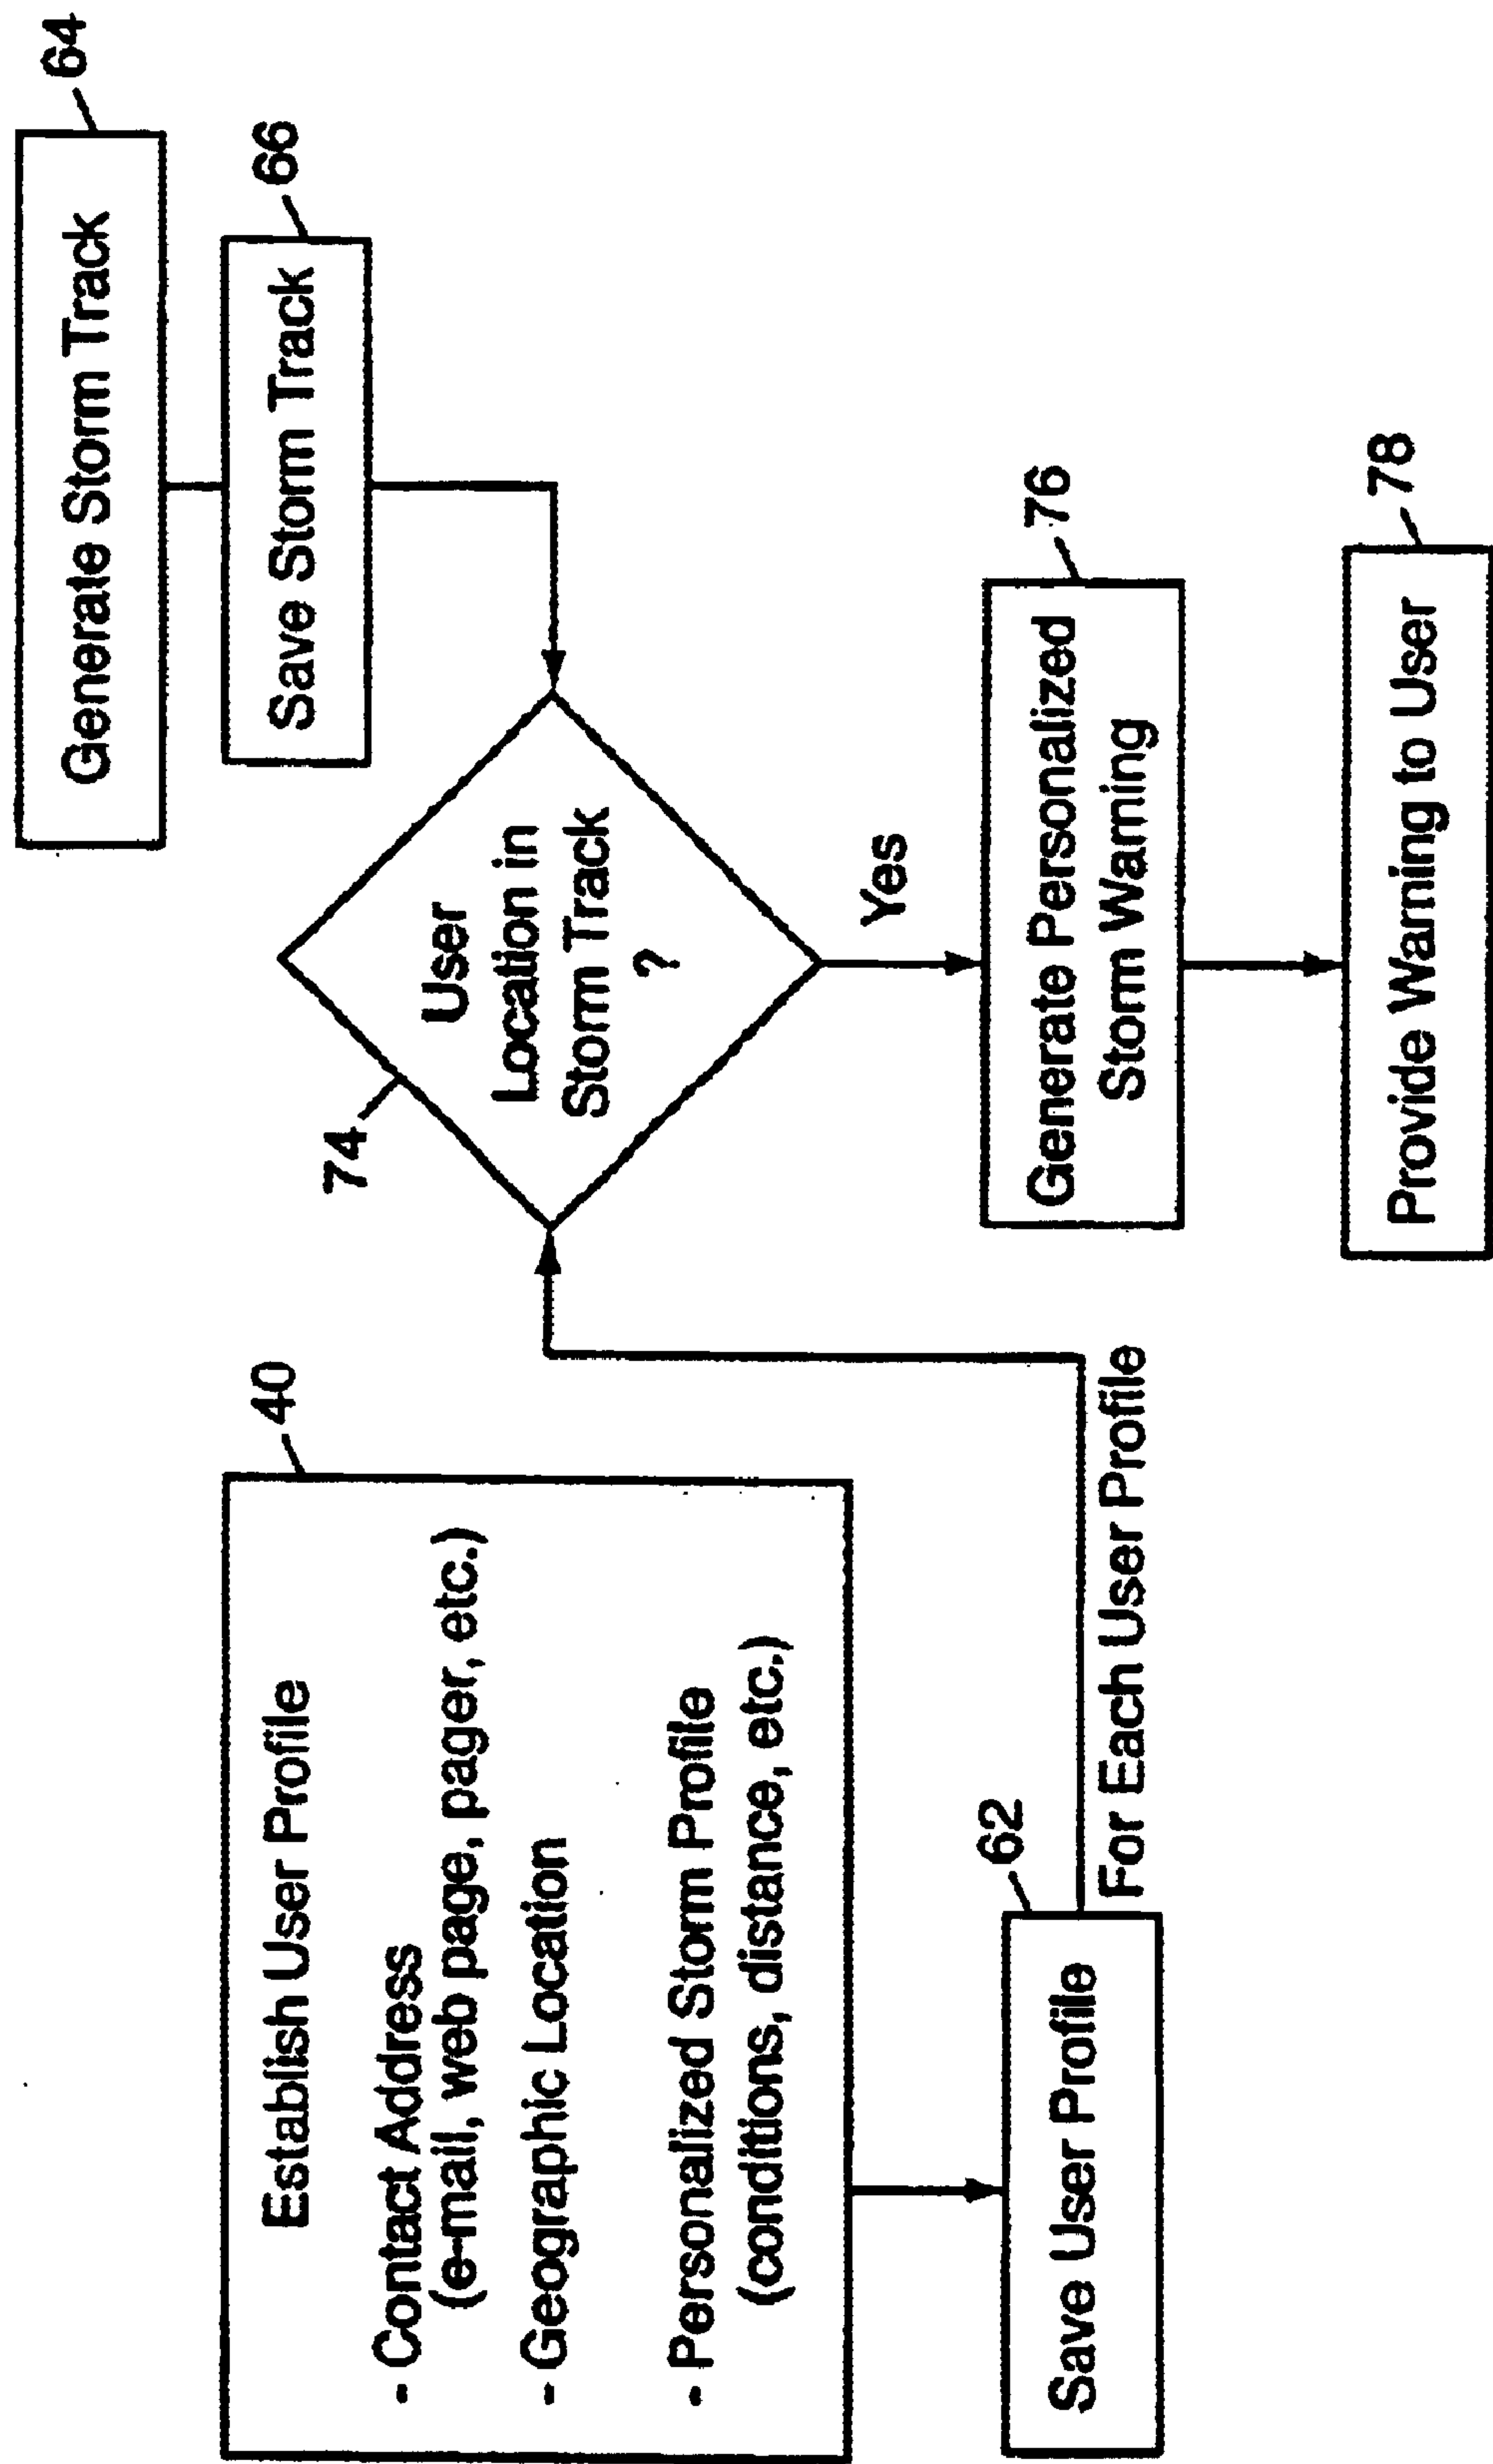 64
Generate Storm Track
66
Save Storm Track
40
Establish User Profile
- Contact Address
(e-mail, web page, pager, etc.)
- Geographic Location
- Personalized Storm Profile
(conditions, distance, etc.)
62
Save User Profile
For Each User Profile
74
User
Location in
Storm Track
?
Yes
76
Generate Personalized
Storm Warning
78
Provide Warning to User